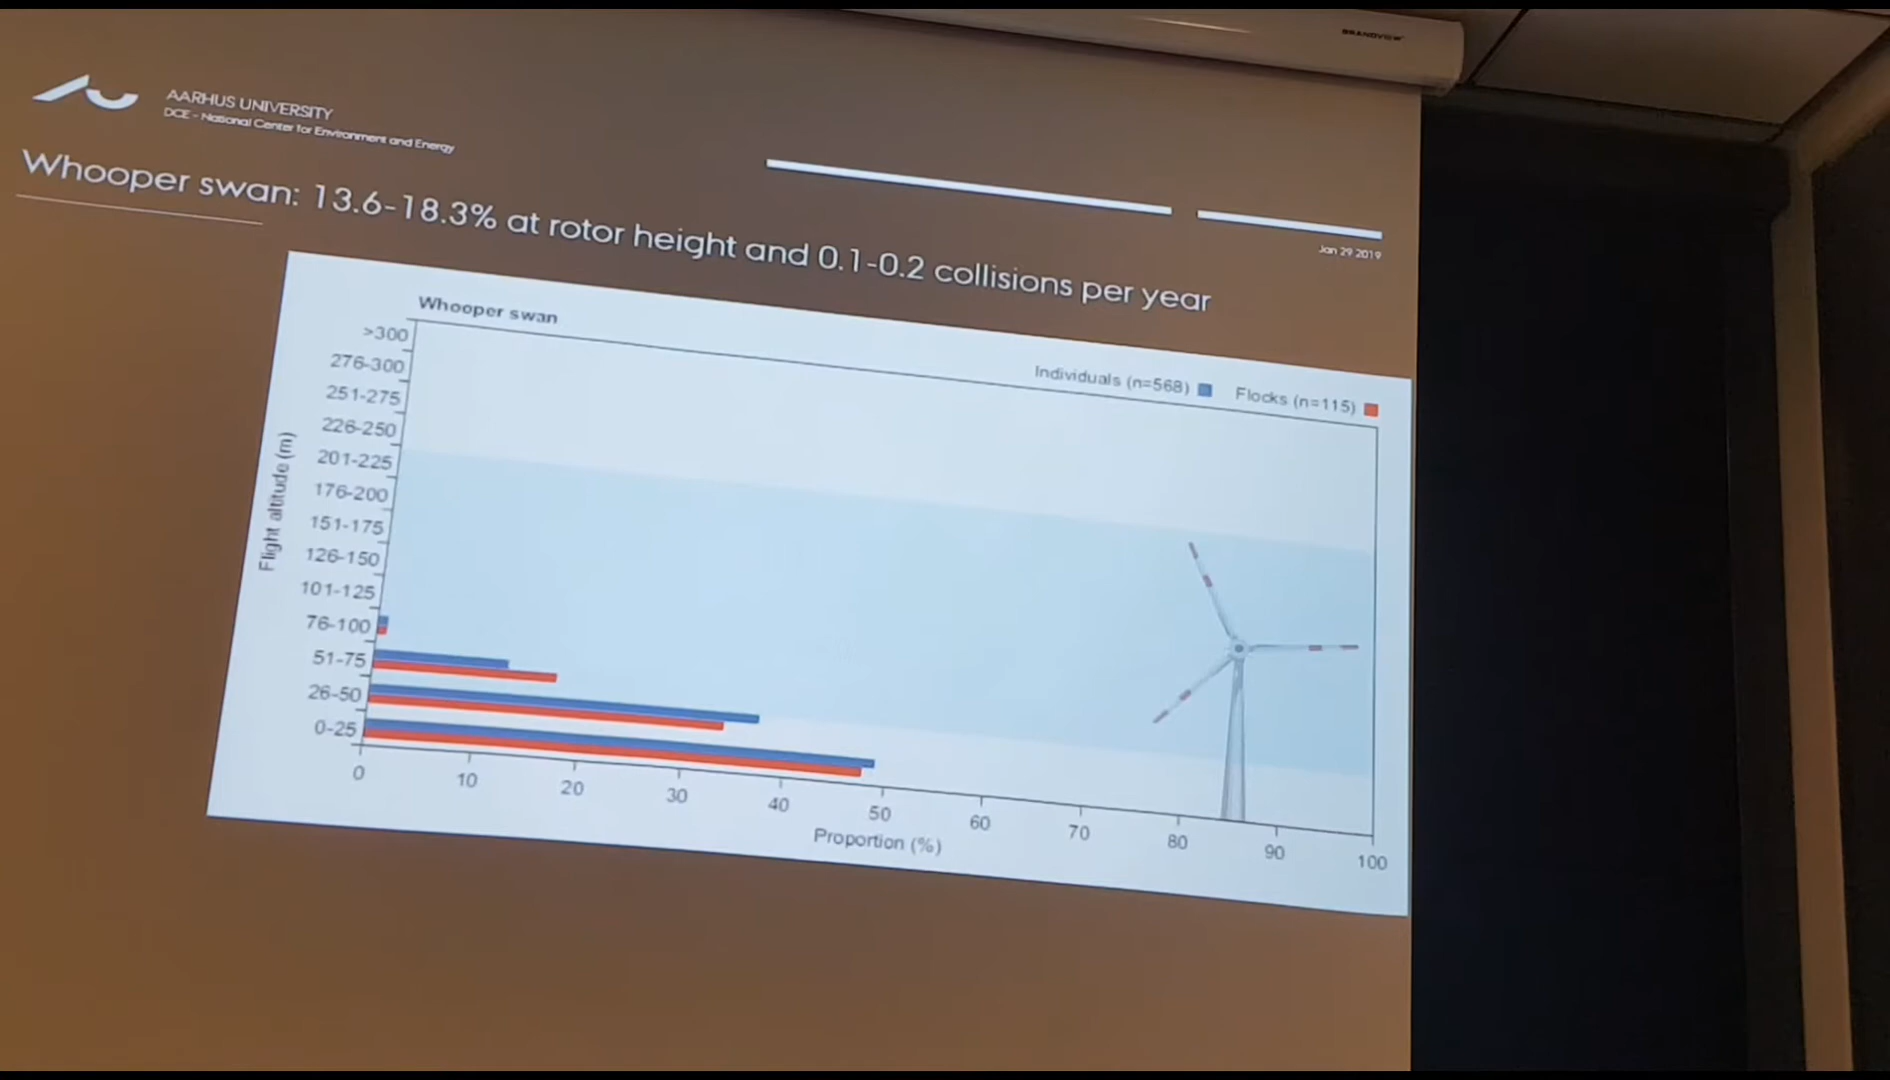 BRANDVIEW
AARHUS UNIVERSITY
DCE - National Center for Environment and Energy
Whooper swan: 13.6-18.3% at rotor height and 0.1-0.2 collisions per year
Jan 29 2019
Whooper swan
Individuals (n=568)
Flocks (n=115)
Flight altitude (m)
>300
276-300
251-275
226-250
201-225
176-200
151-175
126-150
101-125
76-100
51-75
26-50
0-25
0 10 20 30 40 50 60 70 80 90 100
Proportion (%)